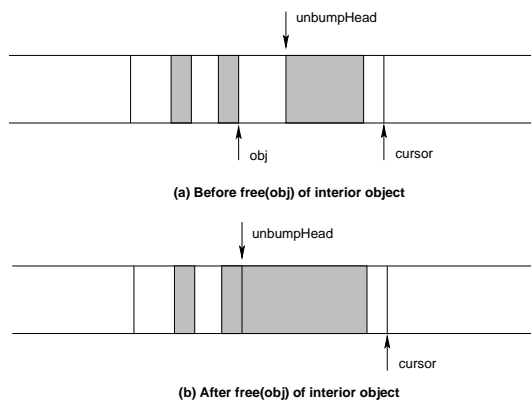 unbumpHead
obj
cursor
(a) Before free(obj) of interior object
unbumpHead
cursor
(b) After free(obj) of interior object